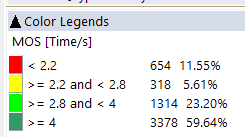 Color Legends
MOS [Time/s]
< 2.2 654 11.55%
>= 2.2 and < 2.8 318 5.61%
>= 2.8 and < 4 1314 23.20%
>= 4 3378 59.64%